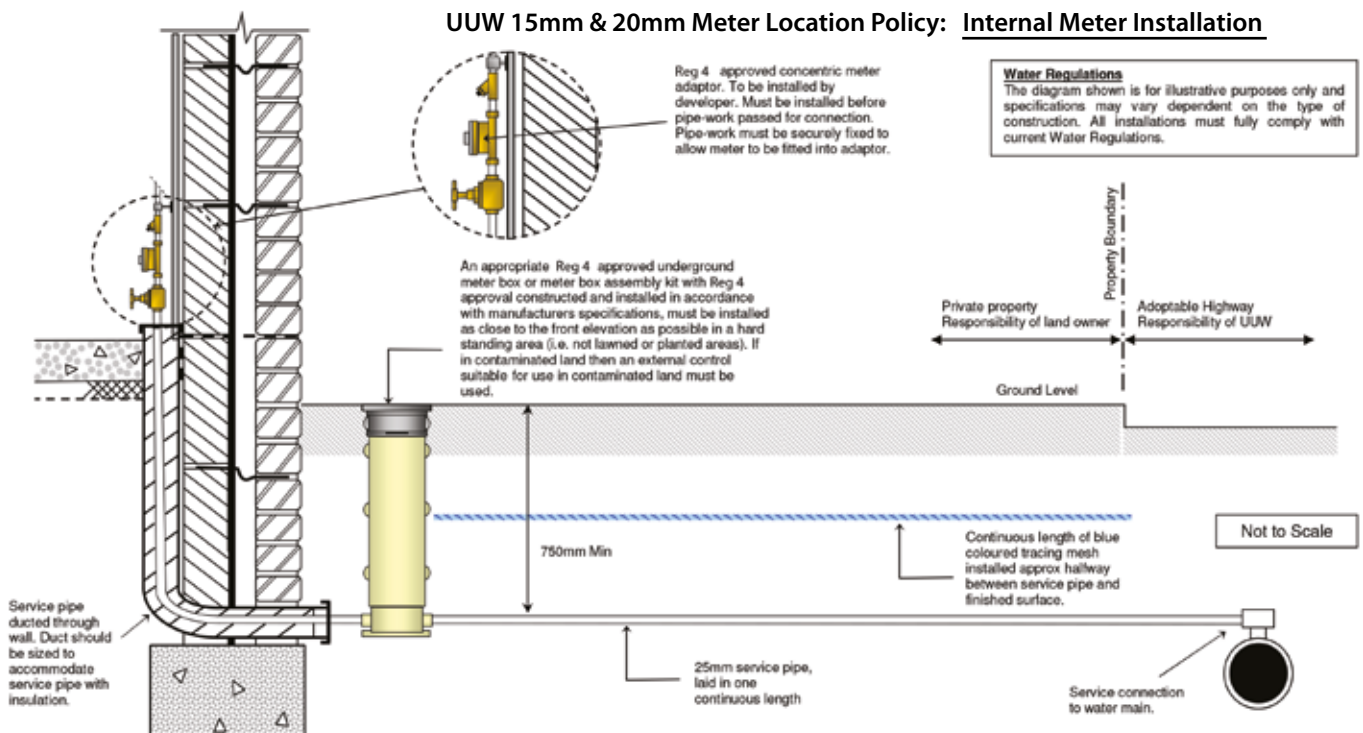 UUW 15mm & 20mm Meter Location Policy: Internal Meter Installation
Reg 4 approved concentric meter
adaptor. To be installed by
developer. Must be installed before
pipe-work passed for connection.
Pipe-work must be securely fixed to
allow meter to be fitted into adaptor.
Water Regulations
The diagram shown is for illustrative purposes only and
specifications may vary dependent on the type of
construction. All installations must fully comply with
current Water Regulations.
An appropriate Reg 4 approved underground
meter box or meter box assembly kit with Reg 4
approval constructed and installed in accordance
with manufacturers specifications, must be installed
as close to the front elevation as possible in a hard
standing area (i.e. not lawned or planted areas). If
in contaminated land then an external control
suitable for use in contaminated land must be
used.
Property Boundary
Private property
Responsibility of land owner
Adoptable Highway
Responsibility of UUW
Ground Level
750mm Min
Continuous length of blue
coloured tracing mesh
installed approx halfway
between service pipe and
finished surface.
Not to Scale
Service pipe
ducted through
wall. Duct should
be sized to
accommodate
service pipe with
insulation.
25mm service pipe,
laid in one
continuous length
Service connection
to water main.